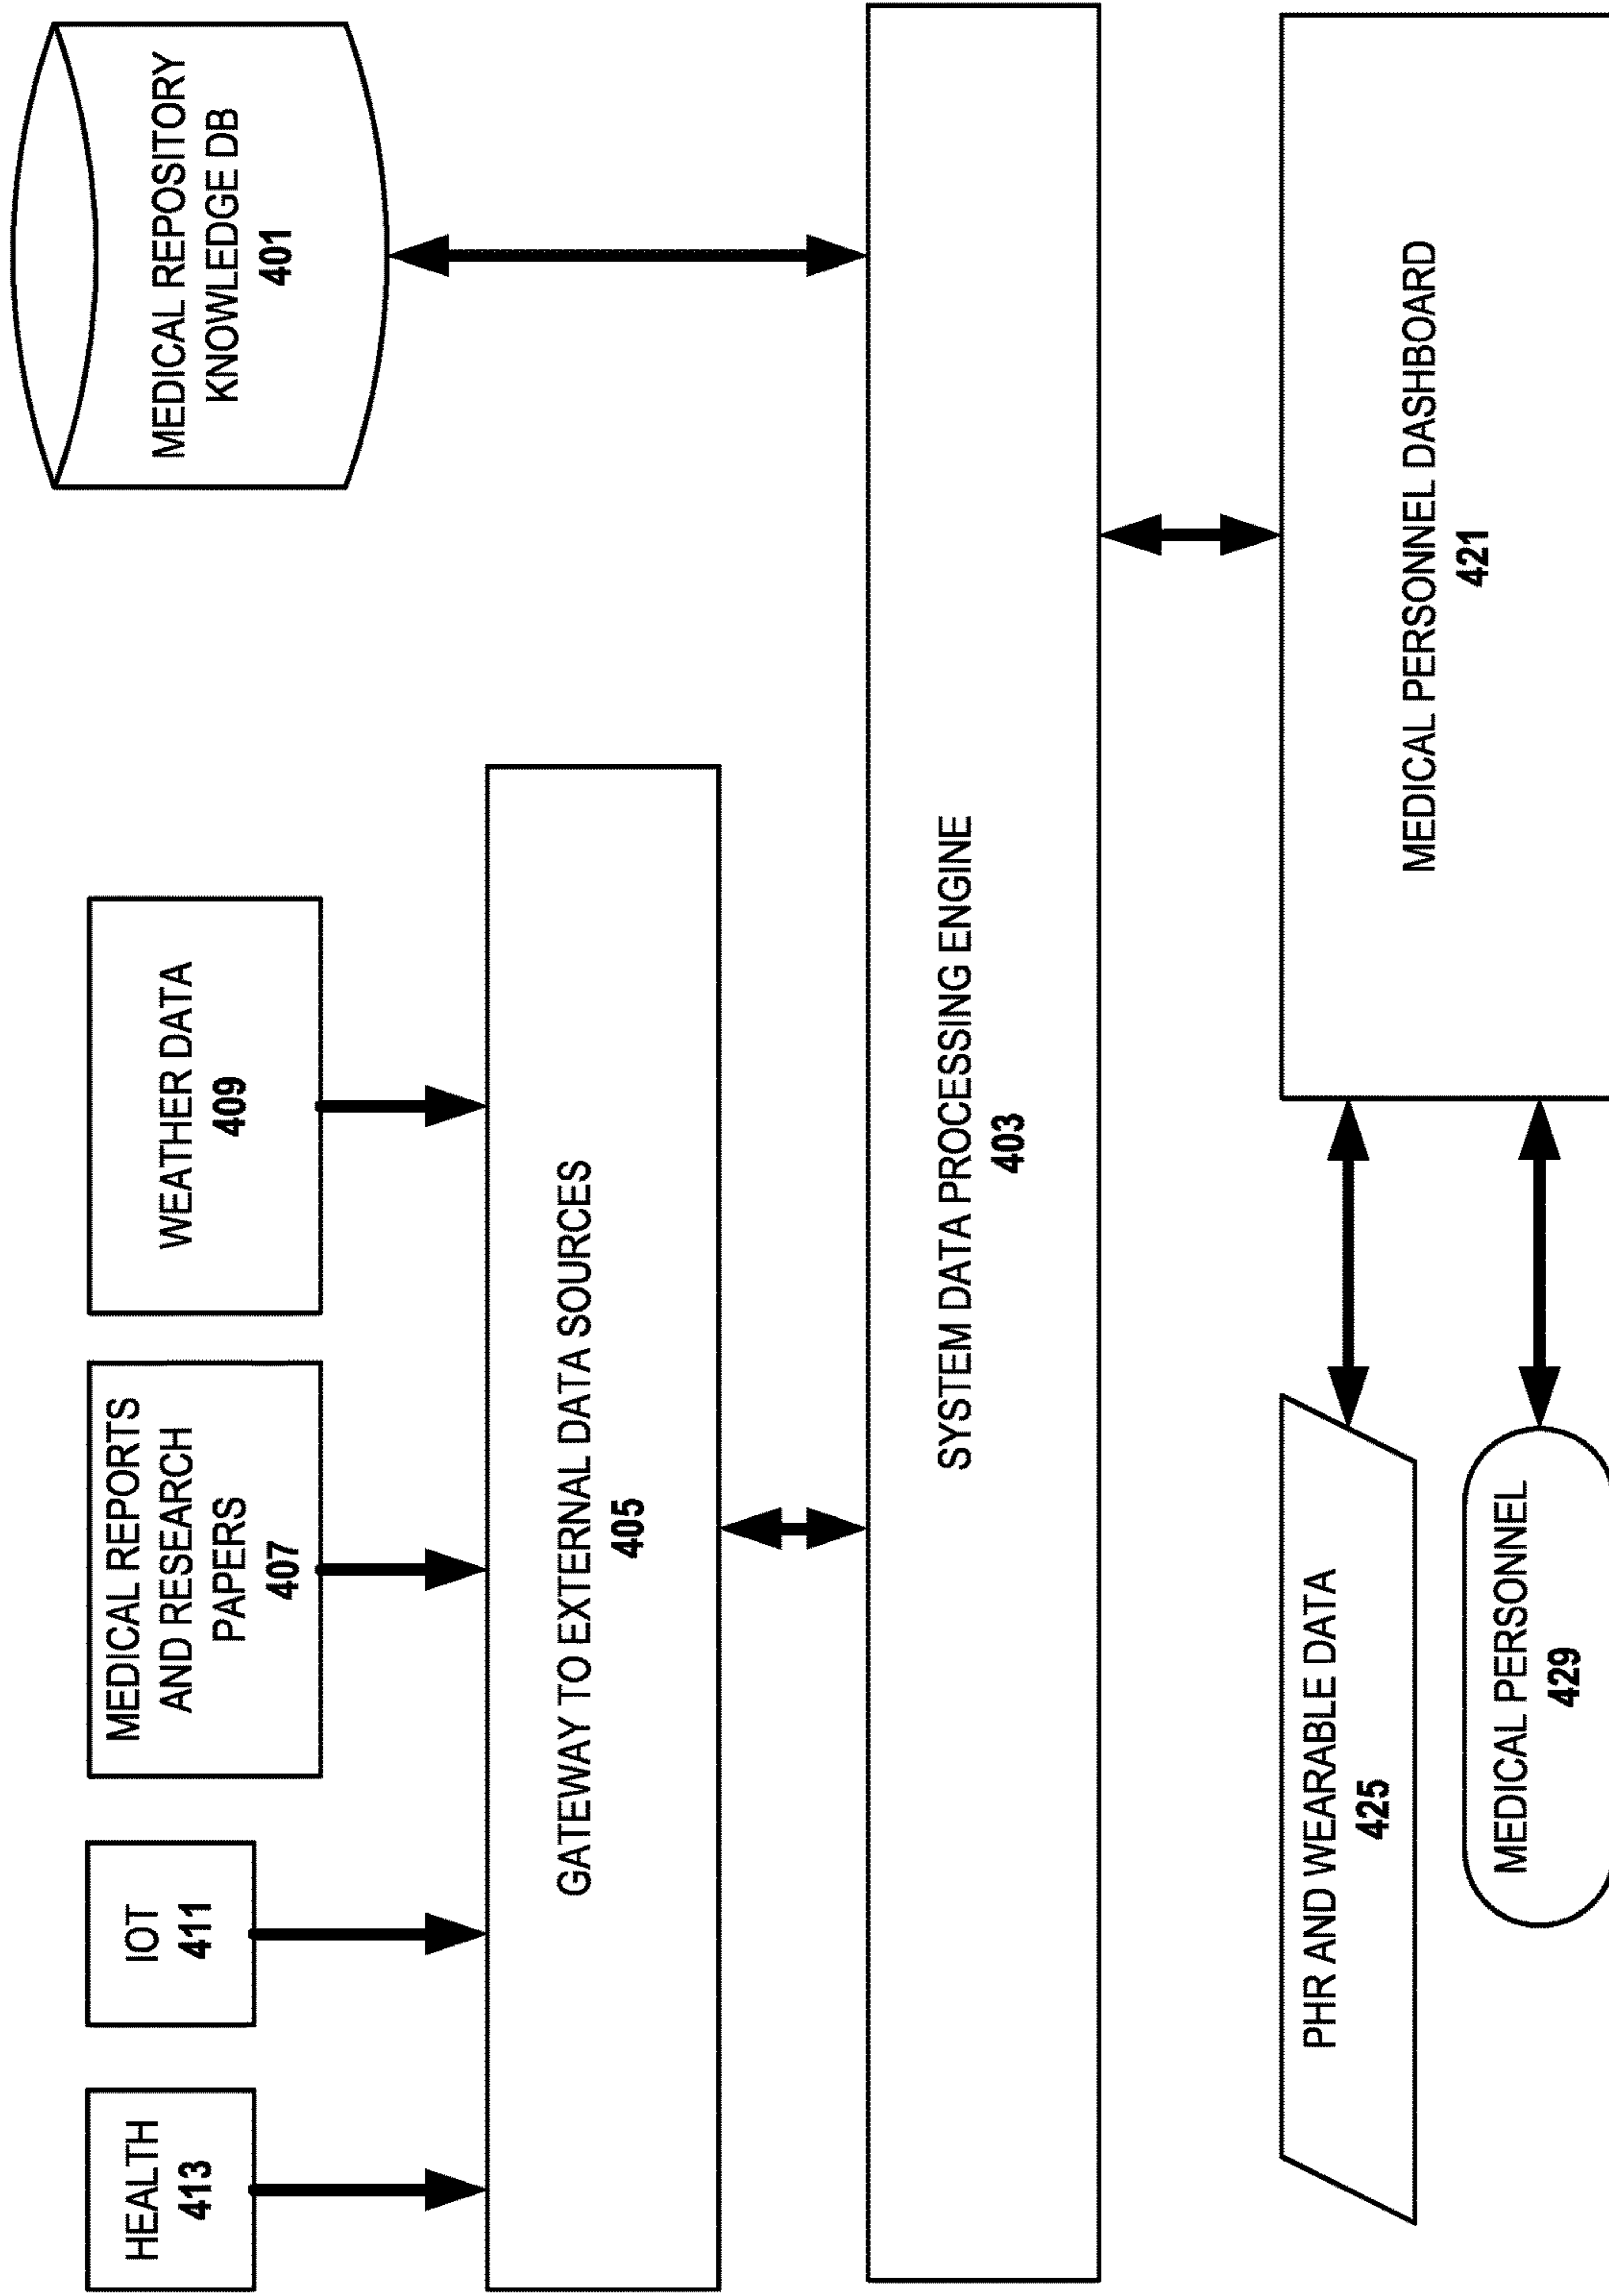 HEALTH
413
IOT
411
MEDICAL REPORTS
AND RESEARCH
PAPERS
407
WEATHER DATA
409
MEDICAL REPOSITORY
KNOWLEDGE DB
401
GATEWAY TO EXTERNAL DATA SOURCES
405
SYSTEM DATA PROCESSING ENGINE
403
PHR AND WEARABLE DATA
425
MEDICAL PERSONNEL
429
MEDICAL PERSONNEL DASHBOARD
421